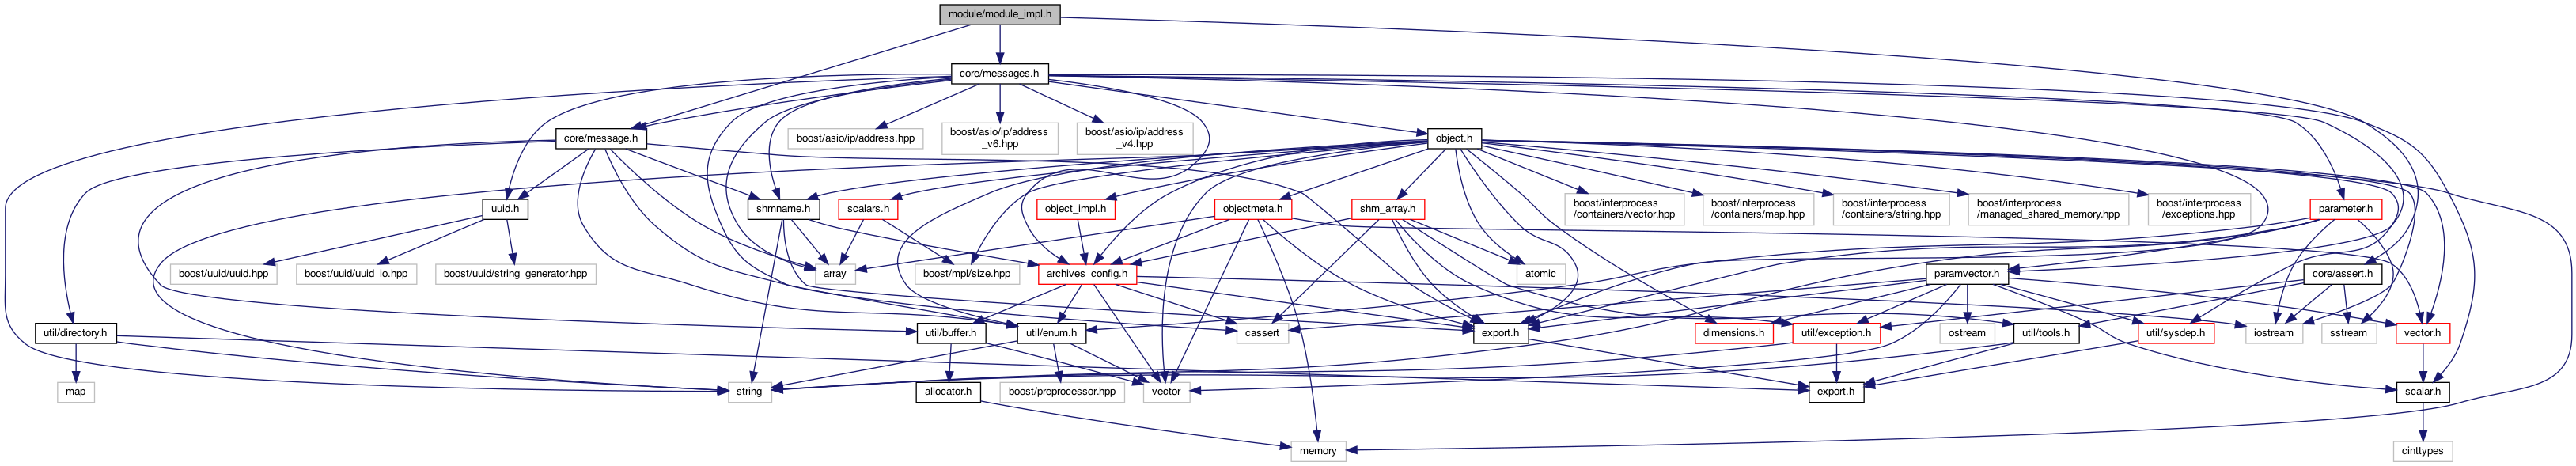 module/module_impl.h
core/messages.h
core/message.h
boost/asio/ip/address.hpp
boost/asio/ip/address
_v6.hpp
boost/asio/ip/address
_v4.hpp
object.h
uuid.h
shmname.h
scalars.h
object_impl.h
objectmeta.h
shm_array.h
boost/interprocess
/containers/vector.hpp
boost/interprocess
/containers/map.hpp
boost/interprocess
/containers/string.hpp
boost/interprocess
/managed_shared_memory.hpp
boost/interprocess
/exceptions.hpp
parameter.h
boost/uuid/uuid.hpp
boost/uuid/uuid_io.hpp
boost/uuid/string_generator.hpp
array
boost/mpl/size.hpp
archives_config.h
atomic
paramvector.h
core/assert.h
util/directory.h
util/buffer.h
util/enum.h
cassert
export.h
dimensions.h
util/exception.h
ostream
util/tools.h
util/sysdep.h
iostream
sstream
vector.h
map
string
allocator.h
boost/preprocessor.hpp
vector
export.h
scalar.h
memory
cinttypes